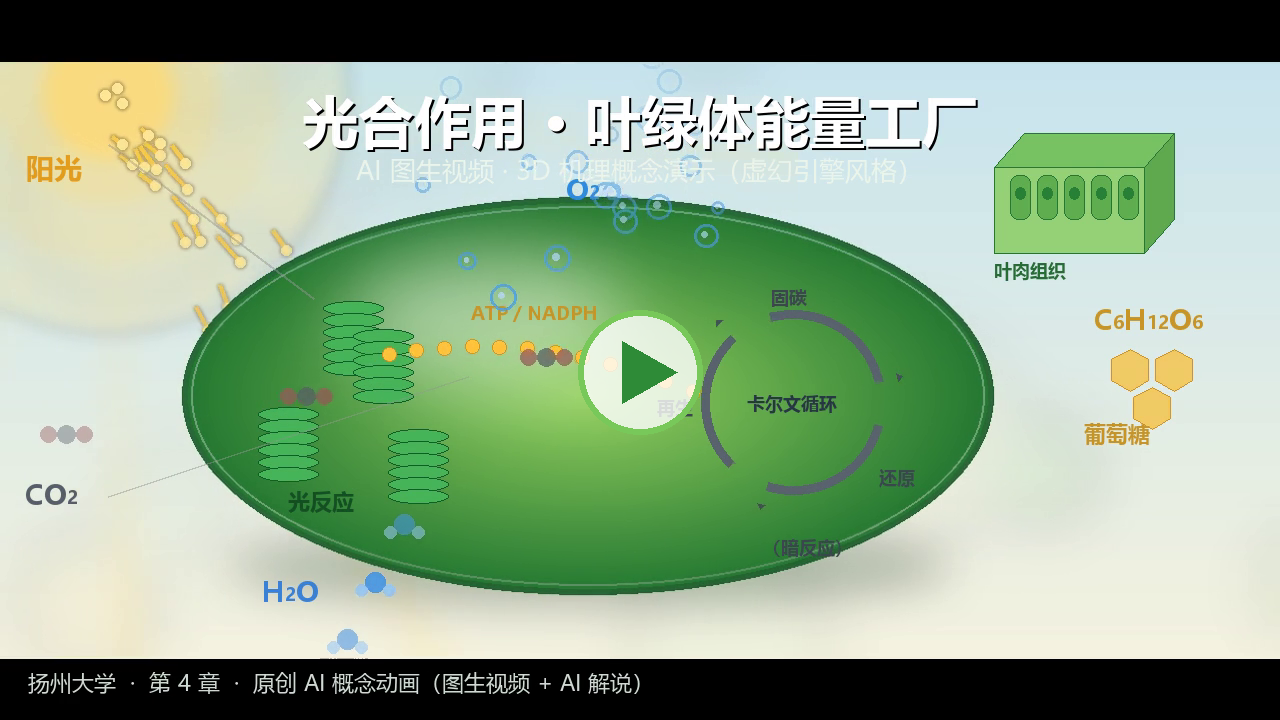 光合作用·叶绿体能量工厂
AI 图生视频 · 3D 机理概念演示（虚幻引擎风格）
阳光
O₂
叶肉组织
固碳
ATP / NADPH
C₆H₁₂O₆
卡尔文循环
再生
葡萄糖
还原
CO₂
光反应
（暗反应）
H₂O
扬州大学 · 第 4 章 · 原创 AI 概念动画（图生视频 + AI 解说）